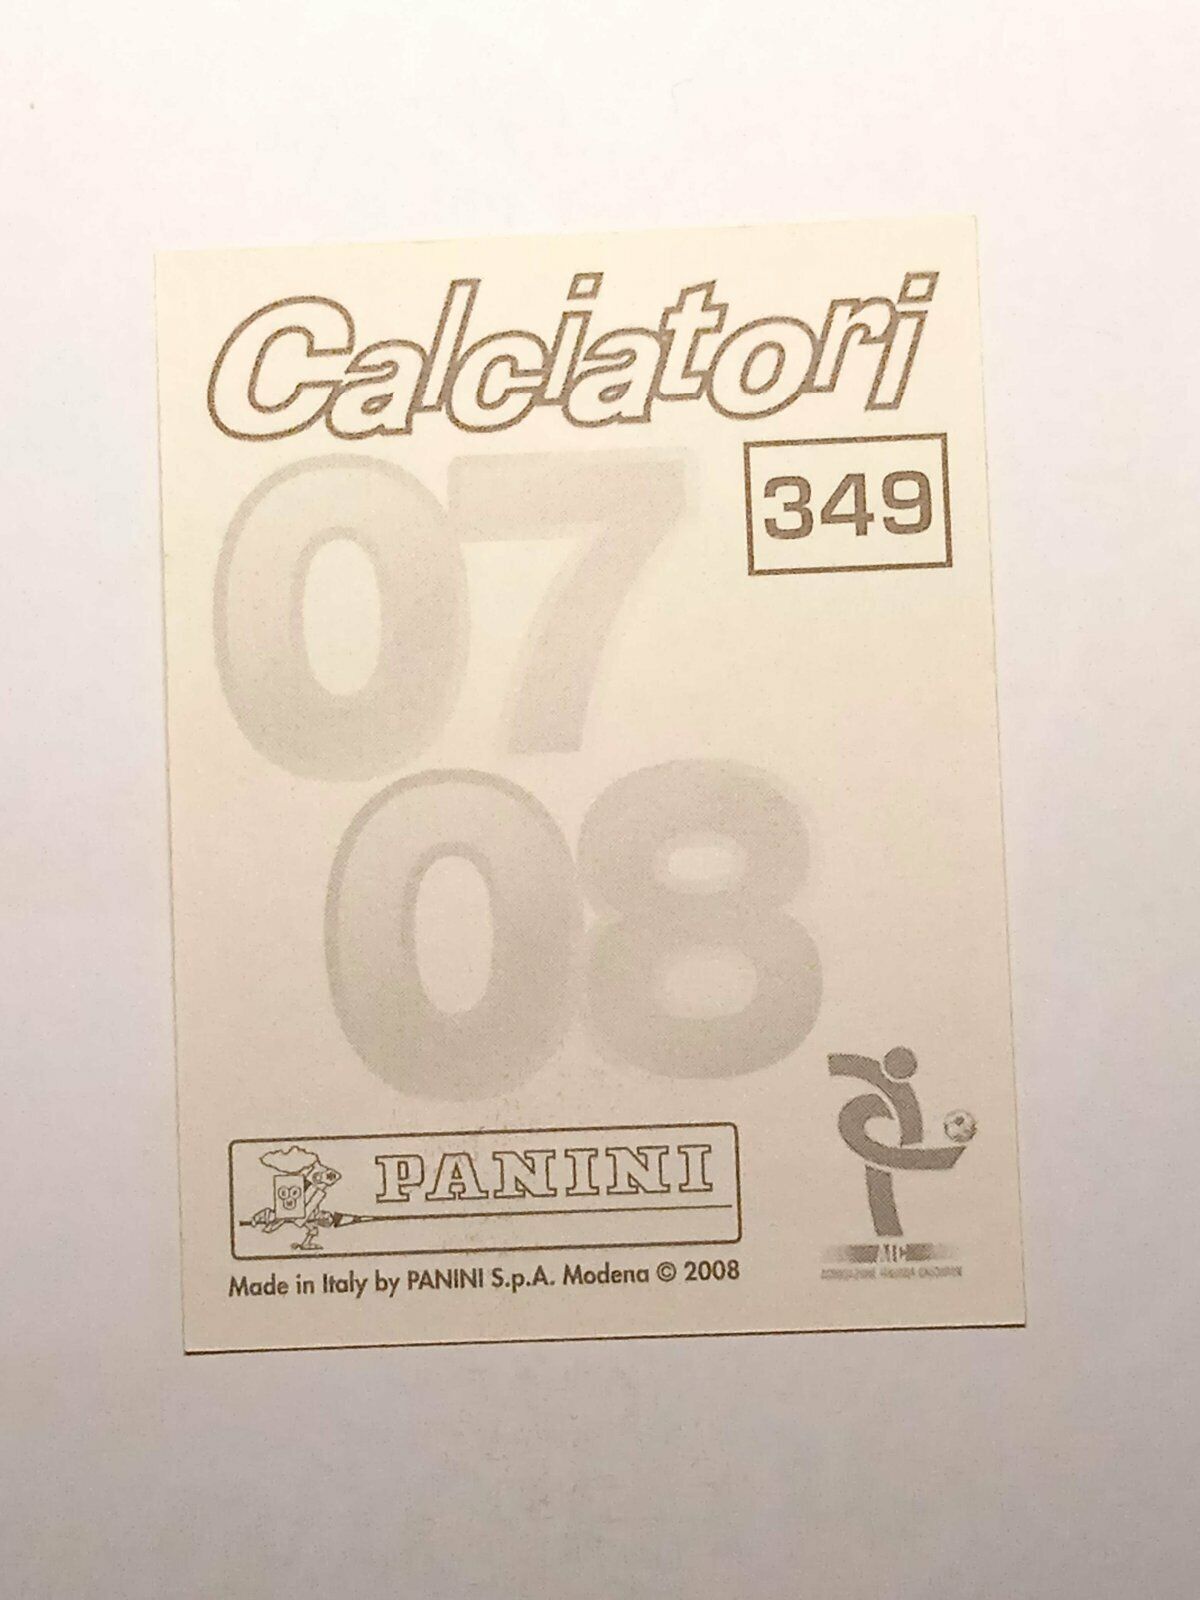 Calciatori
349
07
08
PANINI
Made in Italy by PANINI S.p.A. Modena © 2008